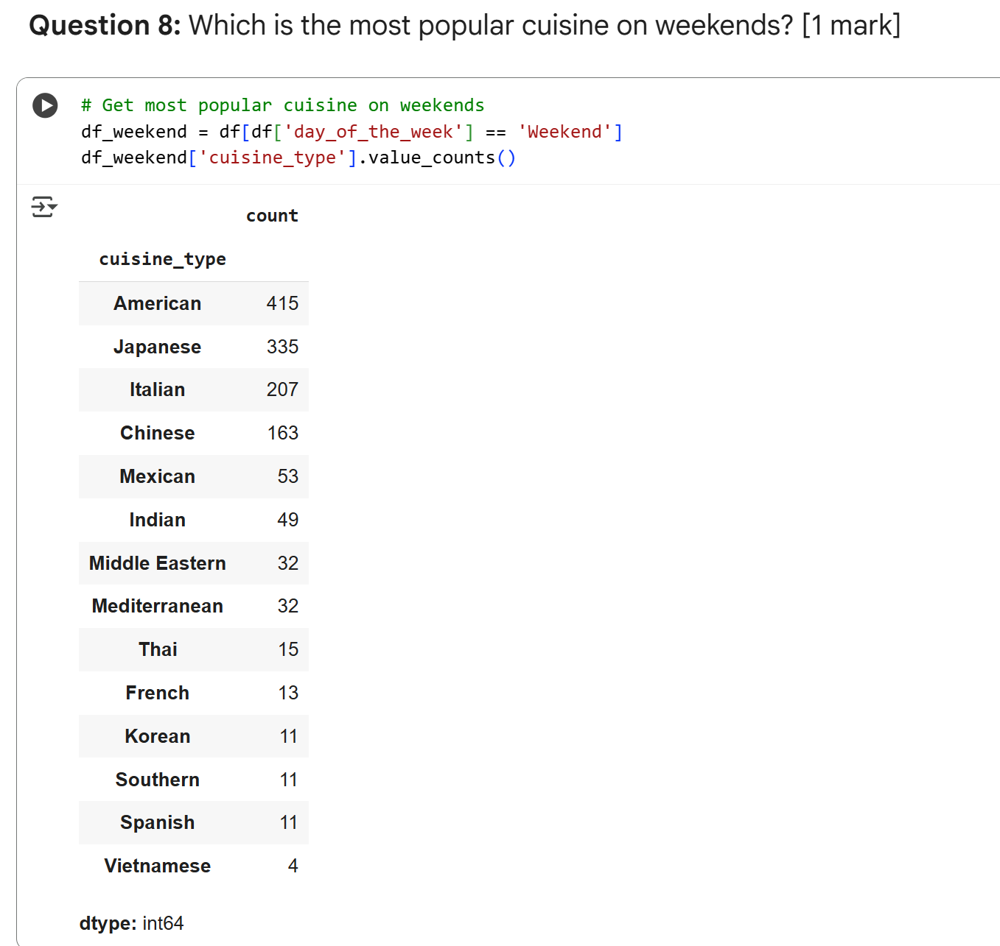 Question 8: Which is the most popular cuisine on weekends? [1 mark]
# Get most popular cuisine on weekends
df_weekend = df[df['day_of_the_week'] == 'Weekend']
df_weekend['cuisine_type'].value_counts()
count
cuisine_type
American 415
Japanese 335
Italian 207
Chinese 163
Mexican 53
Indian 49
Middle Eastern 32
Mediterranean 32
Thai 15
French 13
Korean 11
Southern 11
Spanish 11
Vietnamese 4
dtype: int64